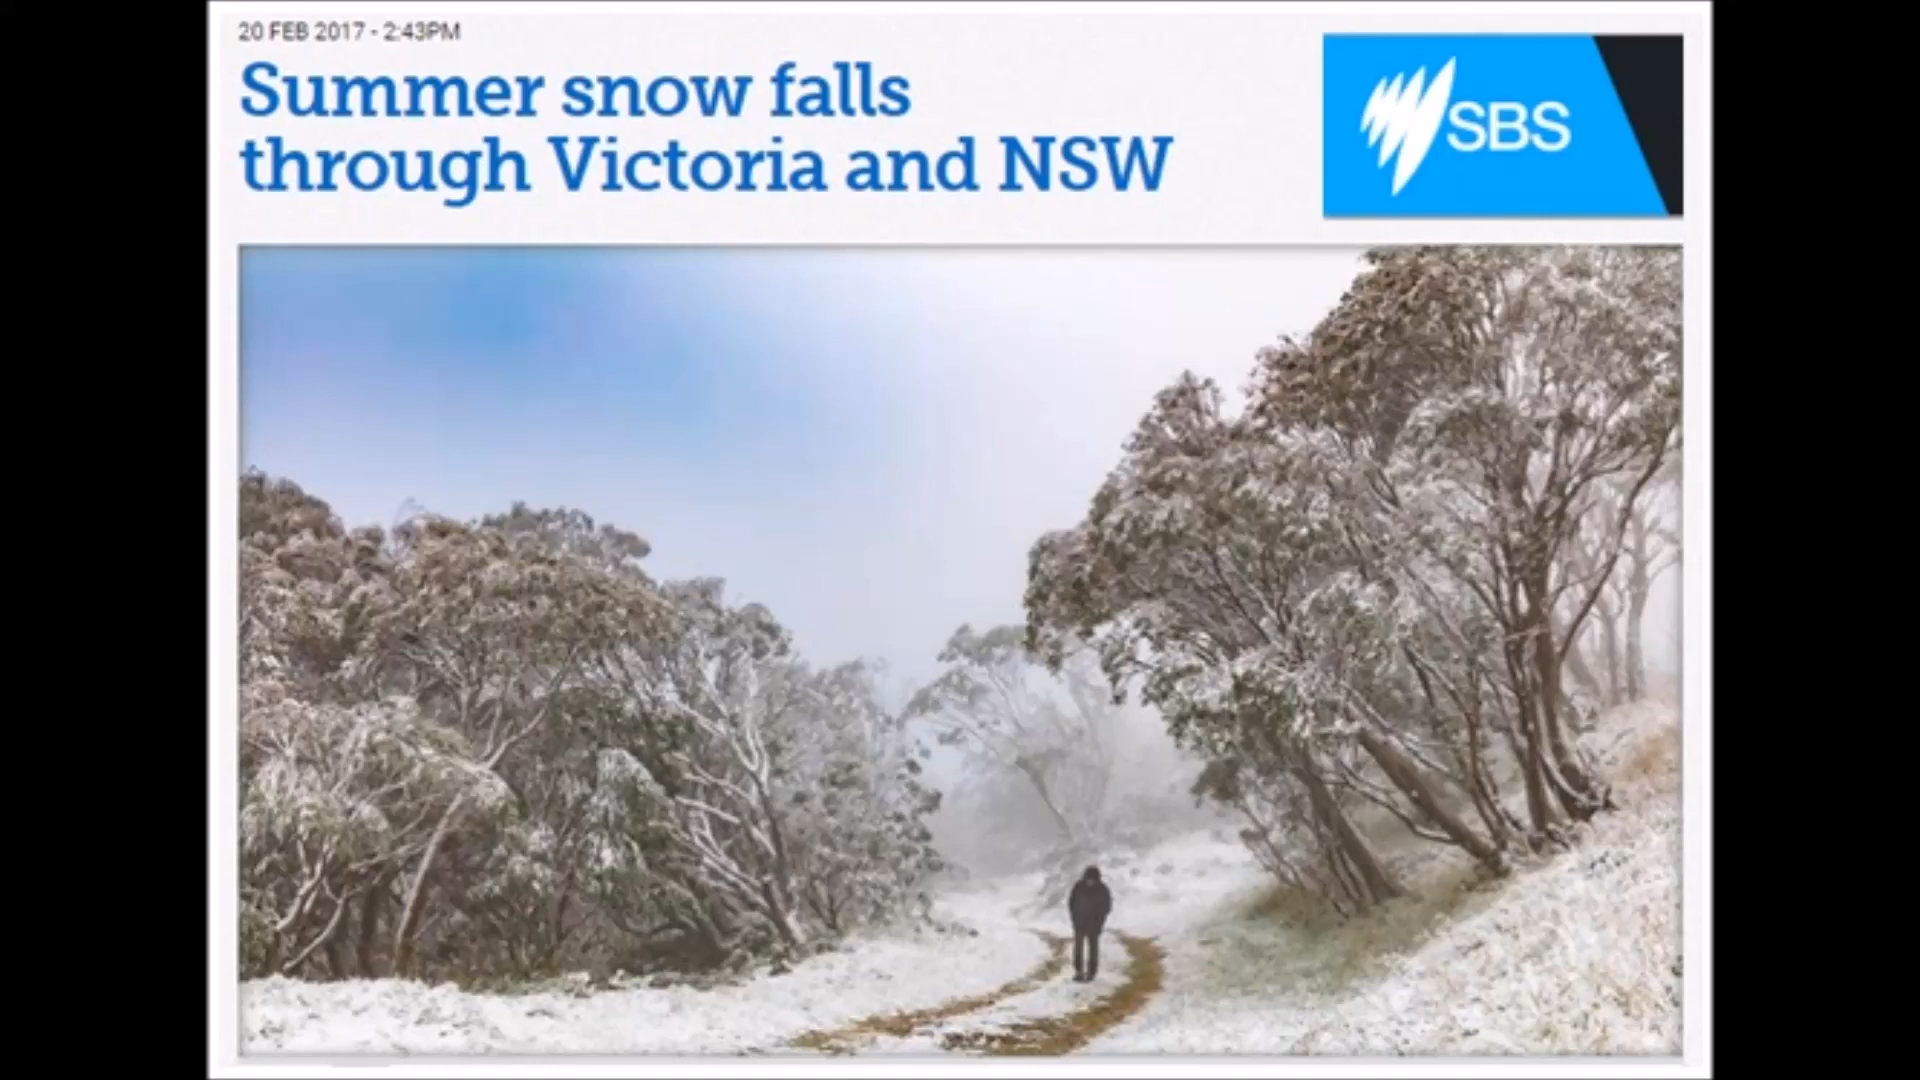 20 FEB 2017 - 2:43PM
Summer snow falls
through Victoria and NSW
SBS